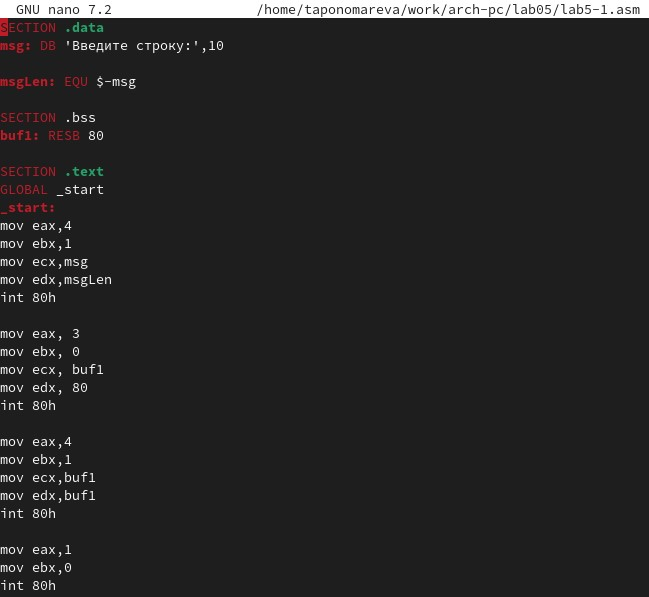 GNU nano 7.2 /home/taponomareva/work/arch-pc/lab05/lab5-1.asm
SECTION .data
msg: DB 'Введите строку:',10
msgLen: EQU $-msg
SECTION .bss
buf1: RESB 80
SECTION .text
GLOBAL _start
_start:
mov eax,4
mov ebx,1
mov ecx,msg
mov edx,msgLen
int 80h
mov eax, 3
mov ebx, 0
mov ecx, buf1
mov edx, 80
int 80h
mov eax,4
mov ebx,1
mov ecx,buf1
mov edx,buf1
int 80h
mov eax,1
mov ebx,0
int 80h